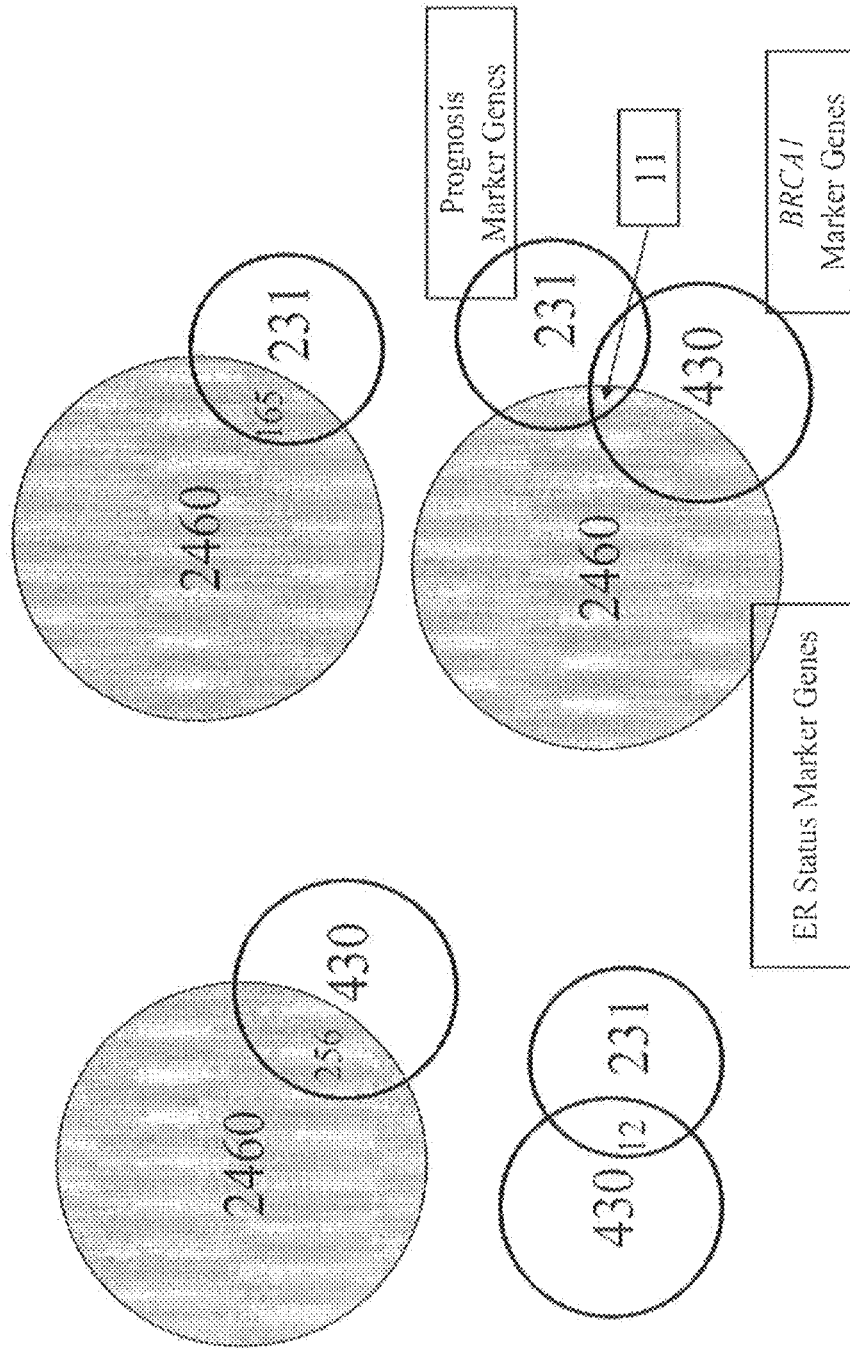 2460
256
430
2460
165
231
430
12
231
Prognosis
Marker Genes
231
2460
11
430
ER Status Marker Genes
BRCA1
Marker Genes